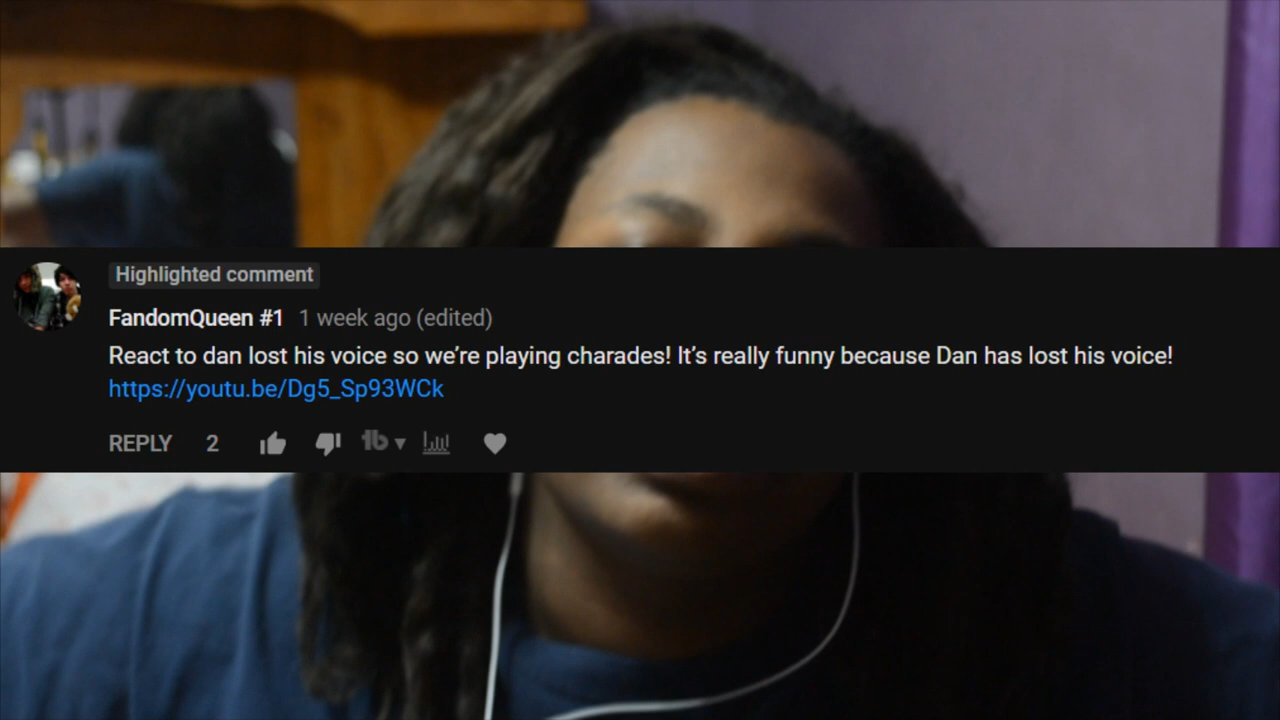 Highlighted comment
FandomQueen #1 1 week ago (edited)
React to dan lost his voice so we’re playing charades! It’s really funny because Dan has lost his voice!
https://youtu.be/Dg5_Sp93WCk
REPLY 2 tb